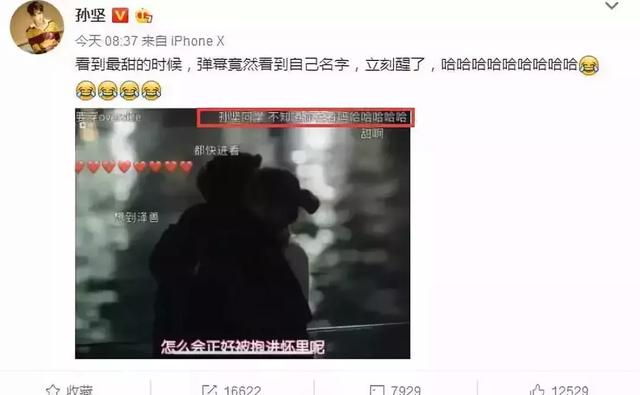 孙坚
今天 08:37 来自 iPhone X
看到最甜的时候，弹幕竟然看到自己名字，立刻醒了，哈哈哈哈哈哈哈哈哈
孙坚同学 不知
哈哈哈哈哈
甜啊
都快进看
想到泽兽
怎么会正好被抱进怀里呢
收藏 16622 7929 12529